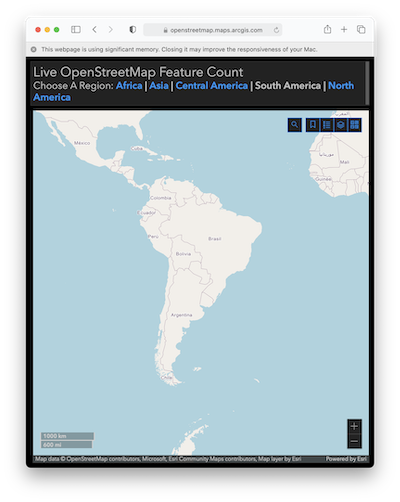 openstreetmap.maps.arcgis.com
This webpage is using significant memory. Closing it may improve the responsiveness of your Mac.
Live OpenStreetMap Feature Count
Choose A Region: Africa | Asia | Central America | South America | North
America
México
Mali
Guinée
Colombia
Ecuador
Perú
Brasil
Bolivia
Argentina
Chile
1000 km
600 mi
Map data © OpenStreetMap contributors, Microsoft, Esri Community Maps contributors, Map layer by Esri
Powered by Esri